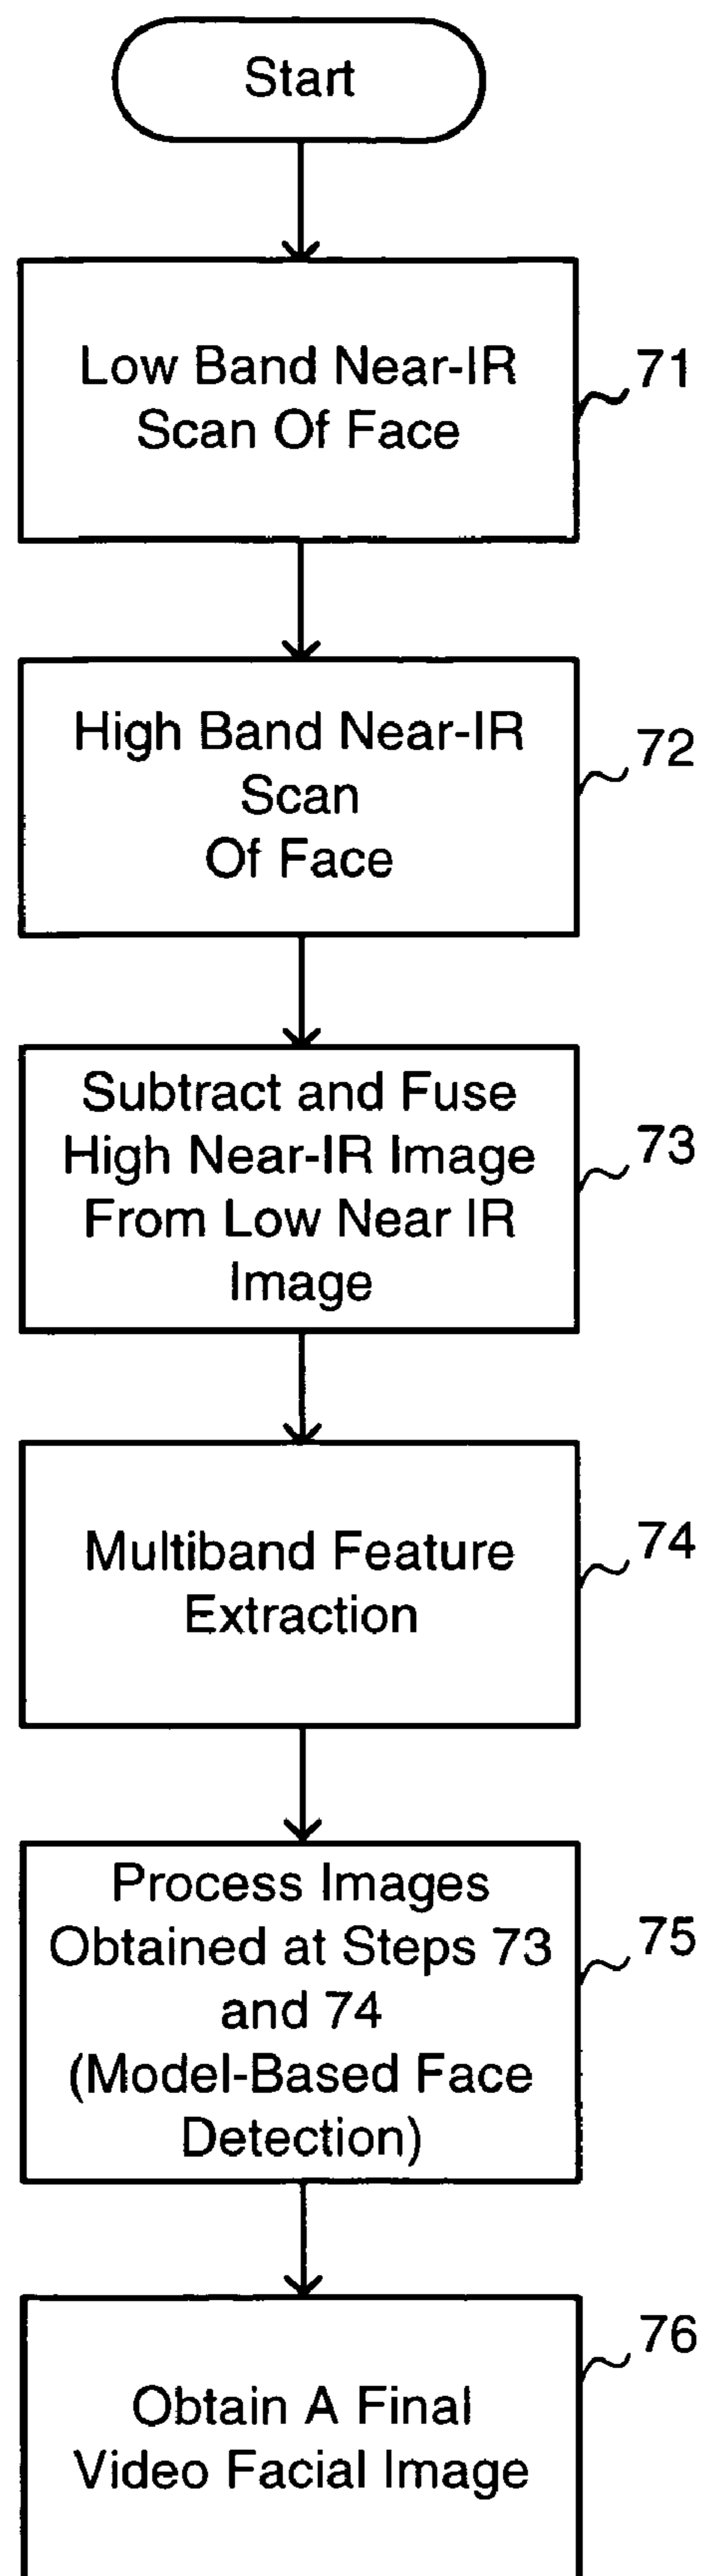 Start
Low Band Near-IR
Scan Of Face
71
High Band Near-IR
Scan
Of Face
72
Subtract and Fuse
High Near-IR Image
From Low Near IR
Image
73
Multiband Feature
Extraction
74
Process Images
Obtained at Steps 73
and 74
(Model-Based Face
Detection)
75
Obtain A Final
Video Facial Image
76